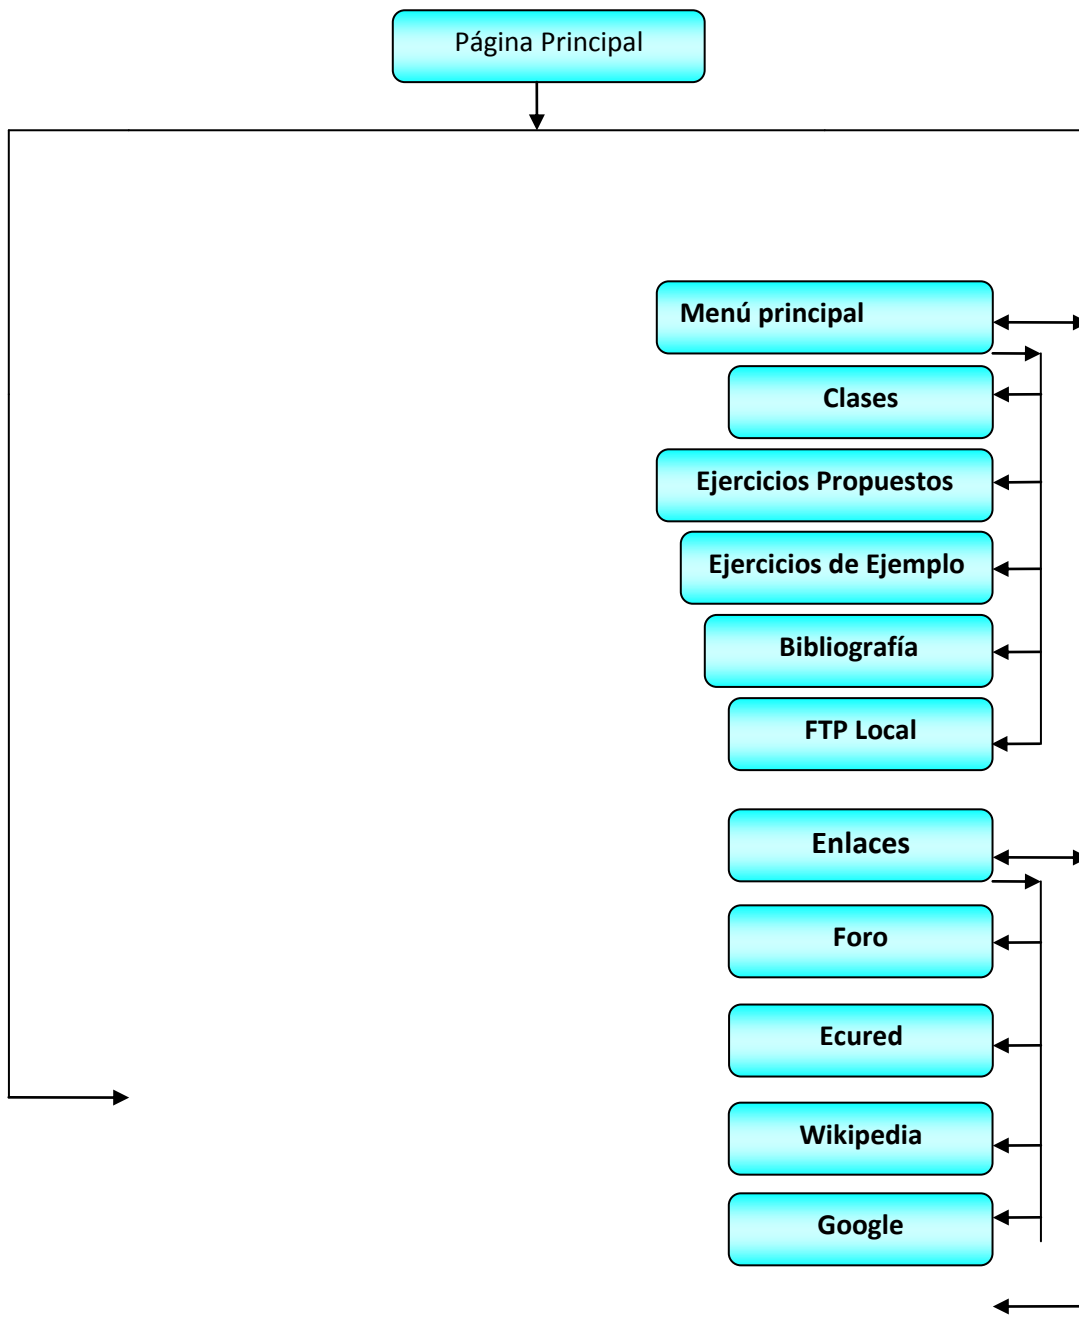 Página Principal
Menú principal
Clases
Ejercicios Propuestos
Ejercicios de Ejemplo
Bibliografía
FTP Local
Enlaces
Foro
Ecured
Wikipedia
Google